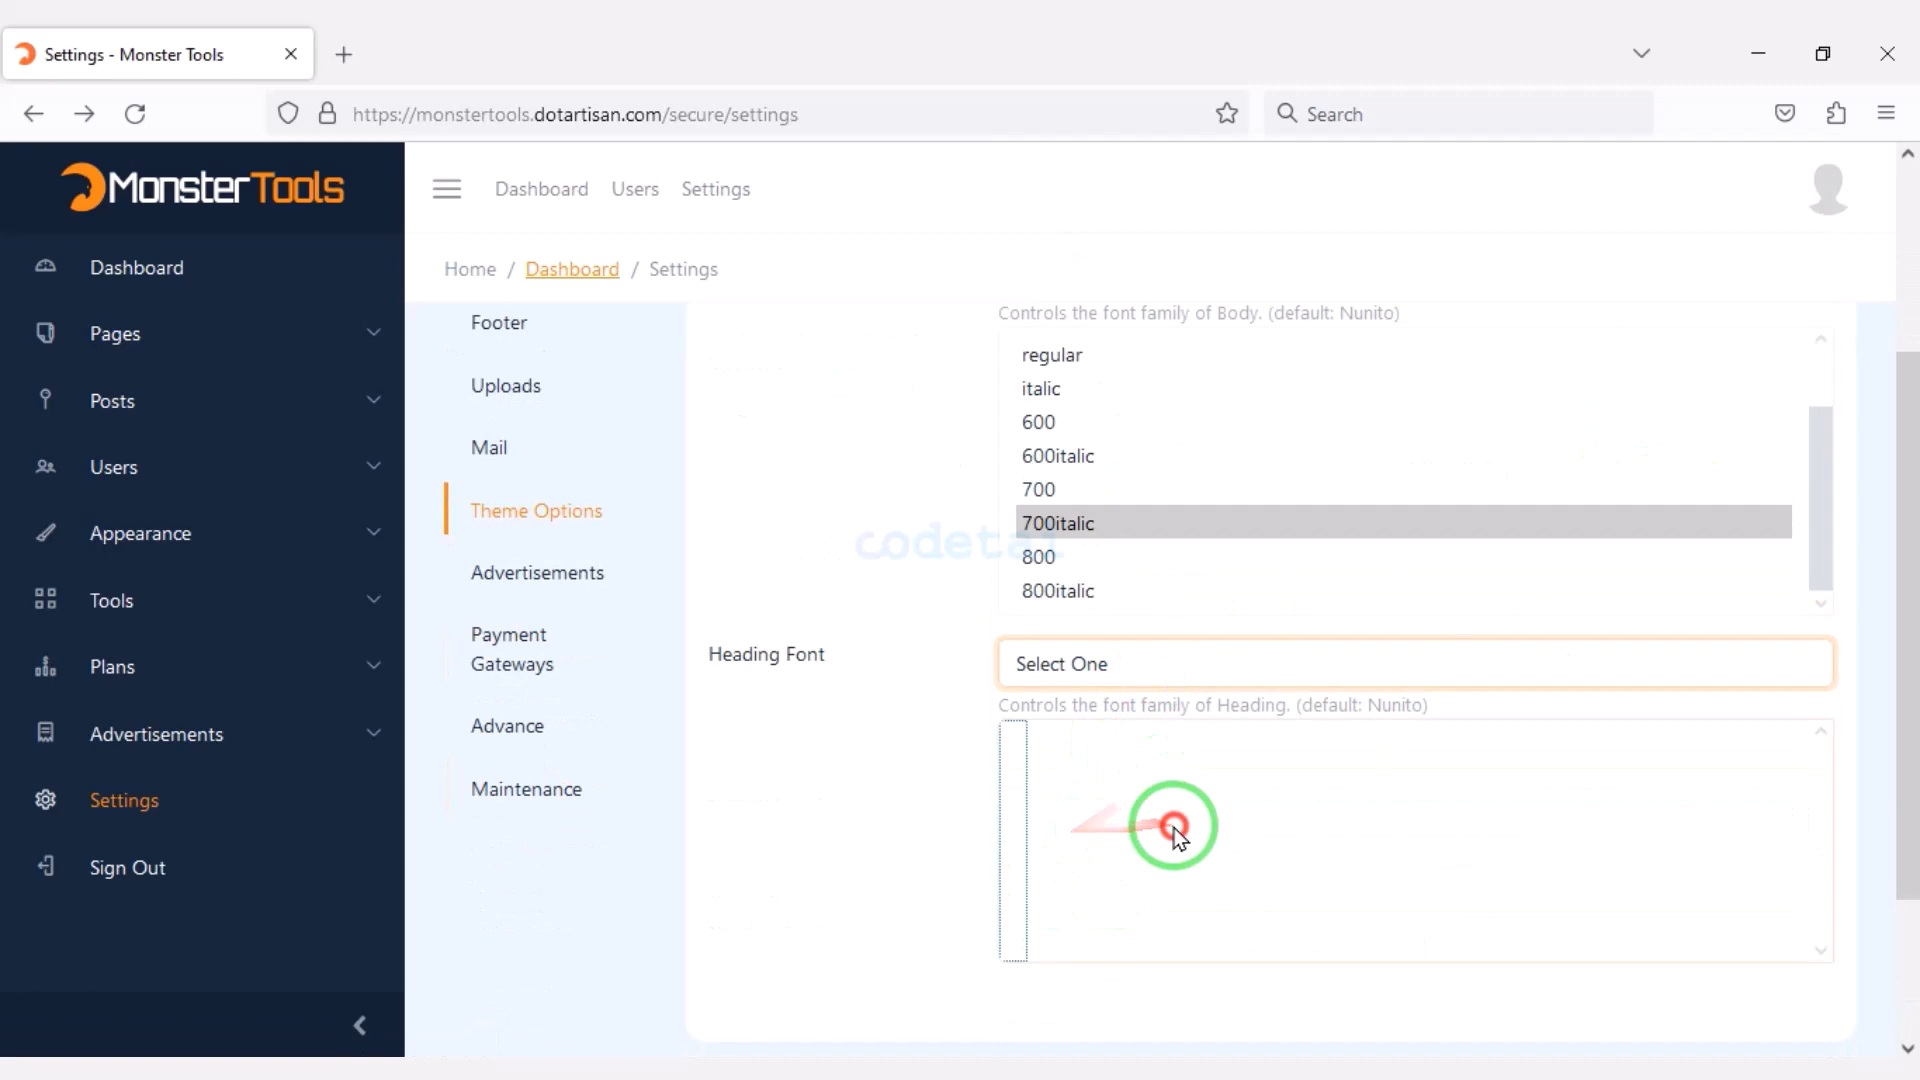 Settings - Monster Tools
https://monstertools.dotartisan.com/secure/settings
Search
MonsterTools
Dashboard Users Settings
Home / Dashboard / Settings
Dashboard
Pages
Posts
Users
Appearance
Tools
Plans
Advertisements
Settings
Sign Out
Footer
Uploads
Mail
Theme Options
Advertisements
Payment
Gateways
Advance
Maintenance
Controls the font family of Body. (default: Nunito)
regular
italic
600
600italic
700
700italic
800
800italic
Heading Font
Select One
Controls the font family of Heading. (default: Nunito)